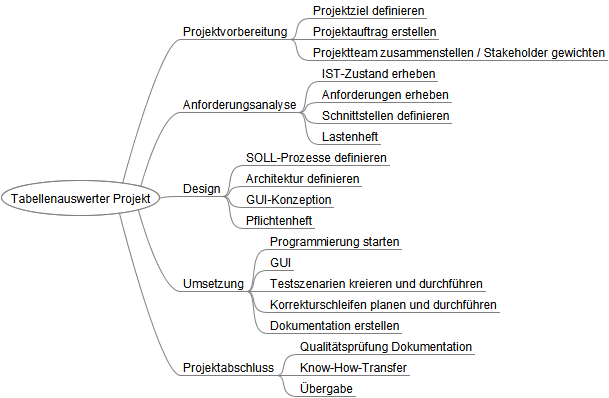 Tabellenauswerter Projekt
Projektvorbereitung
Projektziel definieren
Projektauftrag erstellen
Projektteam zusammenstellen / Stakeholder gewichten
Anforderungsanalyse
IST-Zustand erheben
Anforderungen erheben
Schnittstellen definieren
Lastenheft
Design
SOLL-Prozesse definieren
Architektur definieren
GUI-Konzeption
Pflichtenheft
Umsetzung
Programmierung starten
GUI
Testszenarien kreieren und durchführen
Korrekturschleifen planen und durchführen
Dokumentation erstellen
Projektabschluss
Qualitätsprüfung Dokumentation
Know-How-Transfer
Übergabe